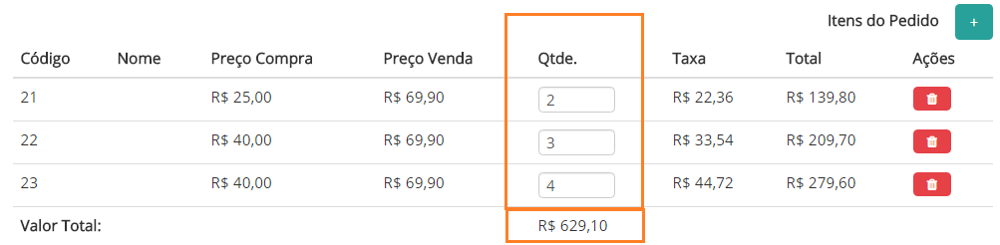 Itens do Pedido +
Código Nome Preço Compra Preço Venda Qtde. Taxa Total Ações
21 R$ 25,00 R$ 69,90 2 R$ 22,36 R$ 139,80
22 R$ 40,00 R$ 69,90 3 R$ 33,54 R$ 209,70
23 R$ 40,00 R$ 69,90 4 R$ 44,72 R$ 279,60
Valor Total: R$ 629,10